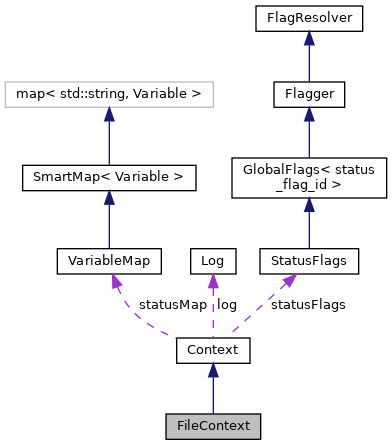 FlagResolver
map< std::string, Variable >
Flagger
SmartMap< Variable >
GlobalFlags< status
_flag_id >
VariableMap
Log
StatusFlags
statusMap
log
statusFlags
Context
FileContext